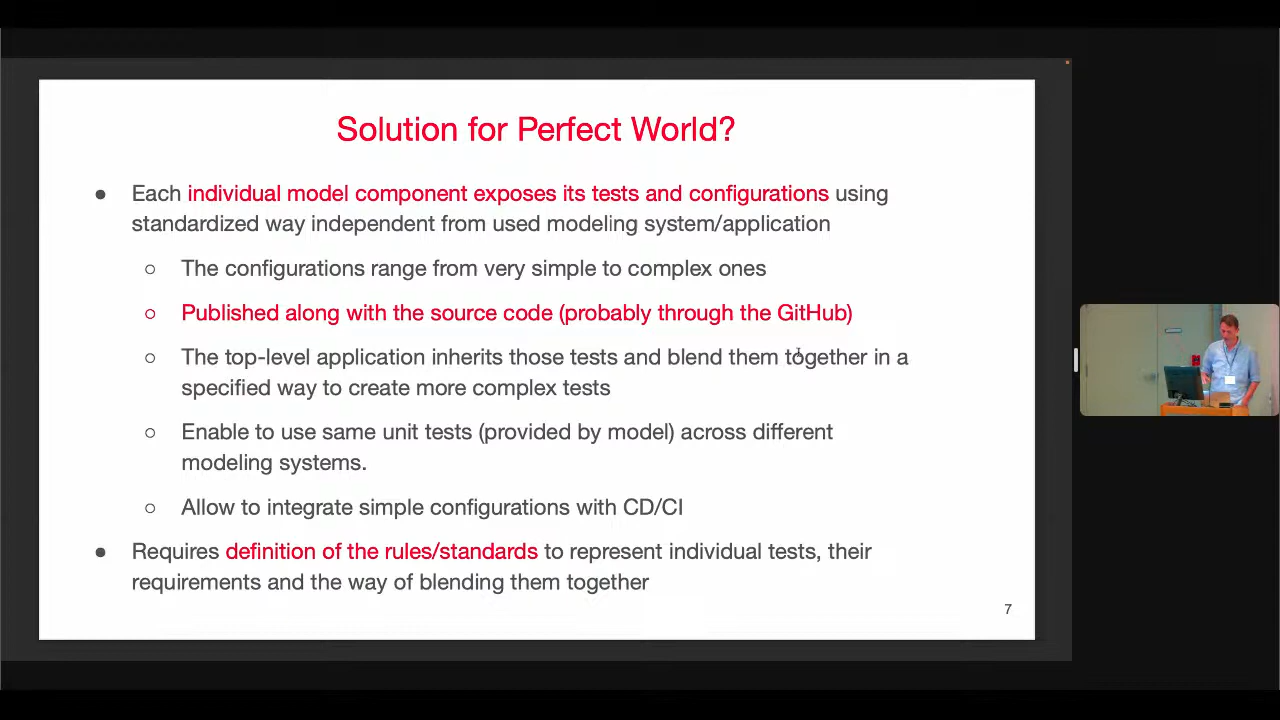 Solution for Perfect World?
● Each individual model component exposes its tests and configurations using
standardized way independent from used modeling system/application
○ The configurations range from very simple to complex ones
○ Published along with the source code (probably through the GitHub)
○ The top-level application inherits those tests and blend them together in a
specified way to create more complex tests
○ Enable to use same unit tests (provided by model) across different
modeling systems.
○ Allow to integrate simple configurations with CD/CI
● Requires definition of the rules/standards to represent individual tests, their
requirements and the way of blending them together
7